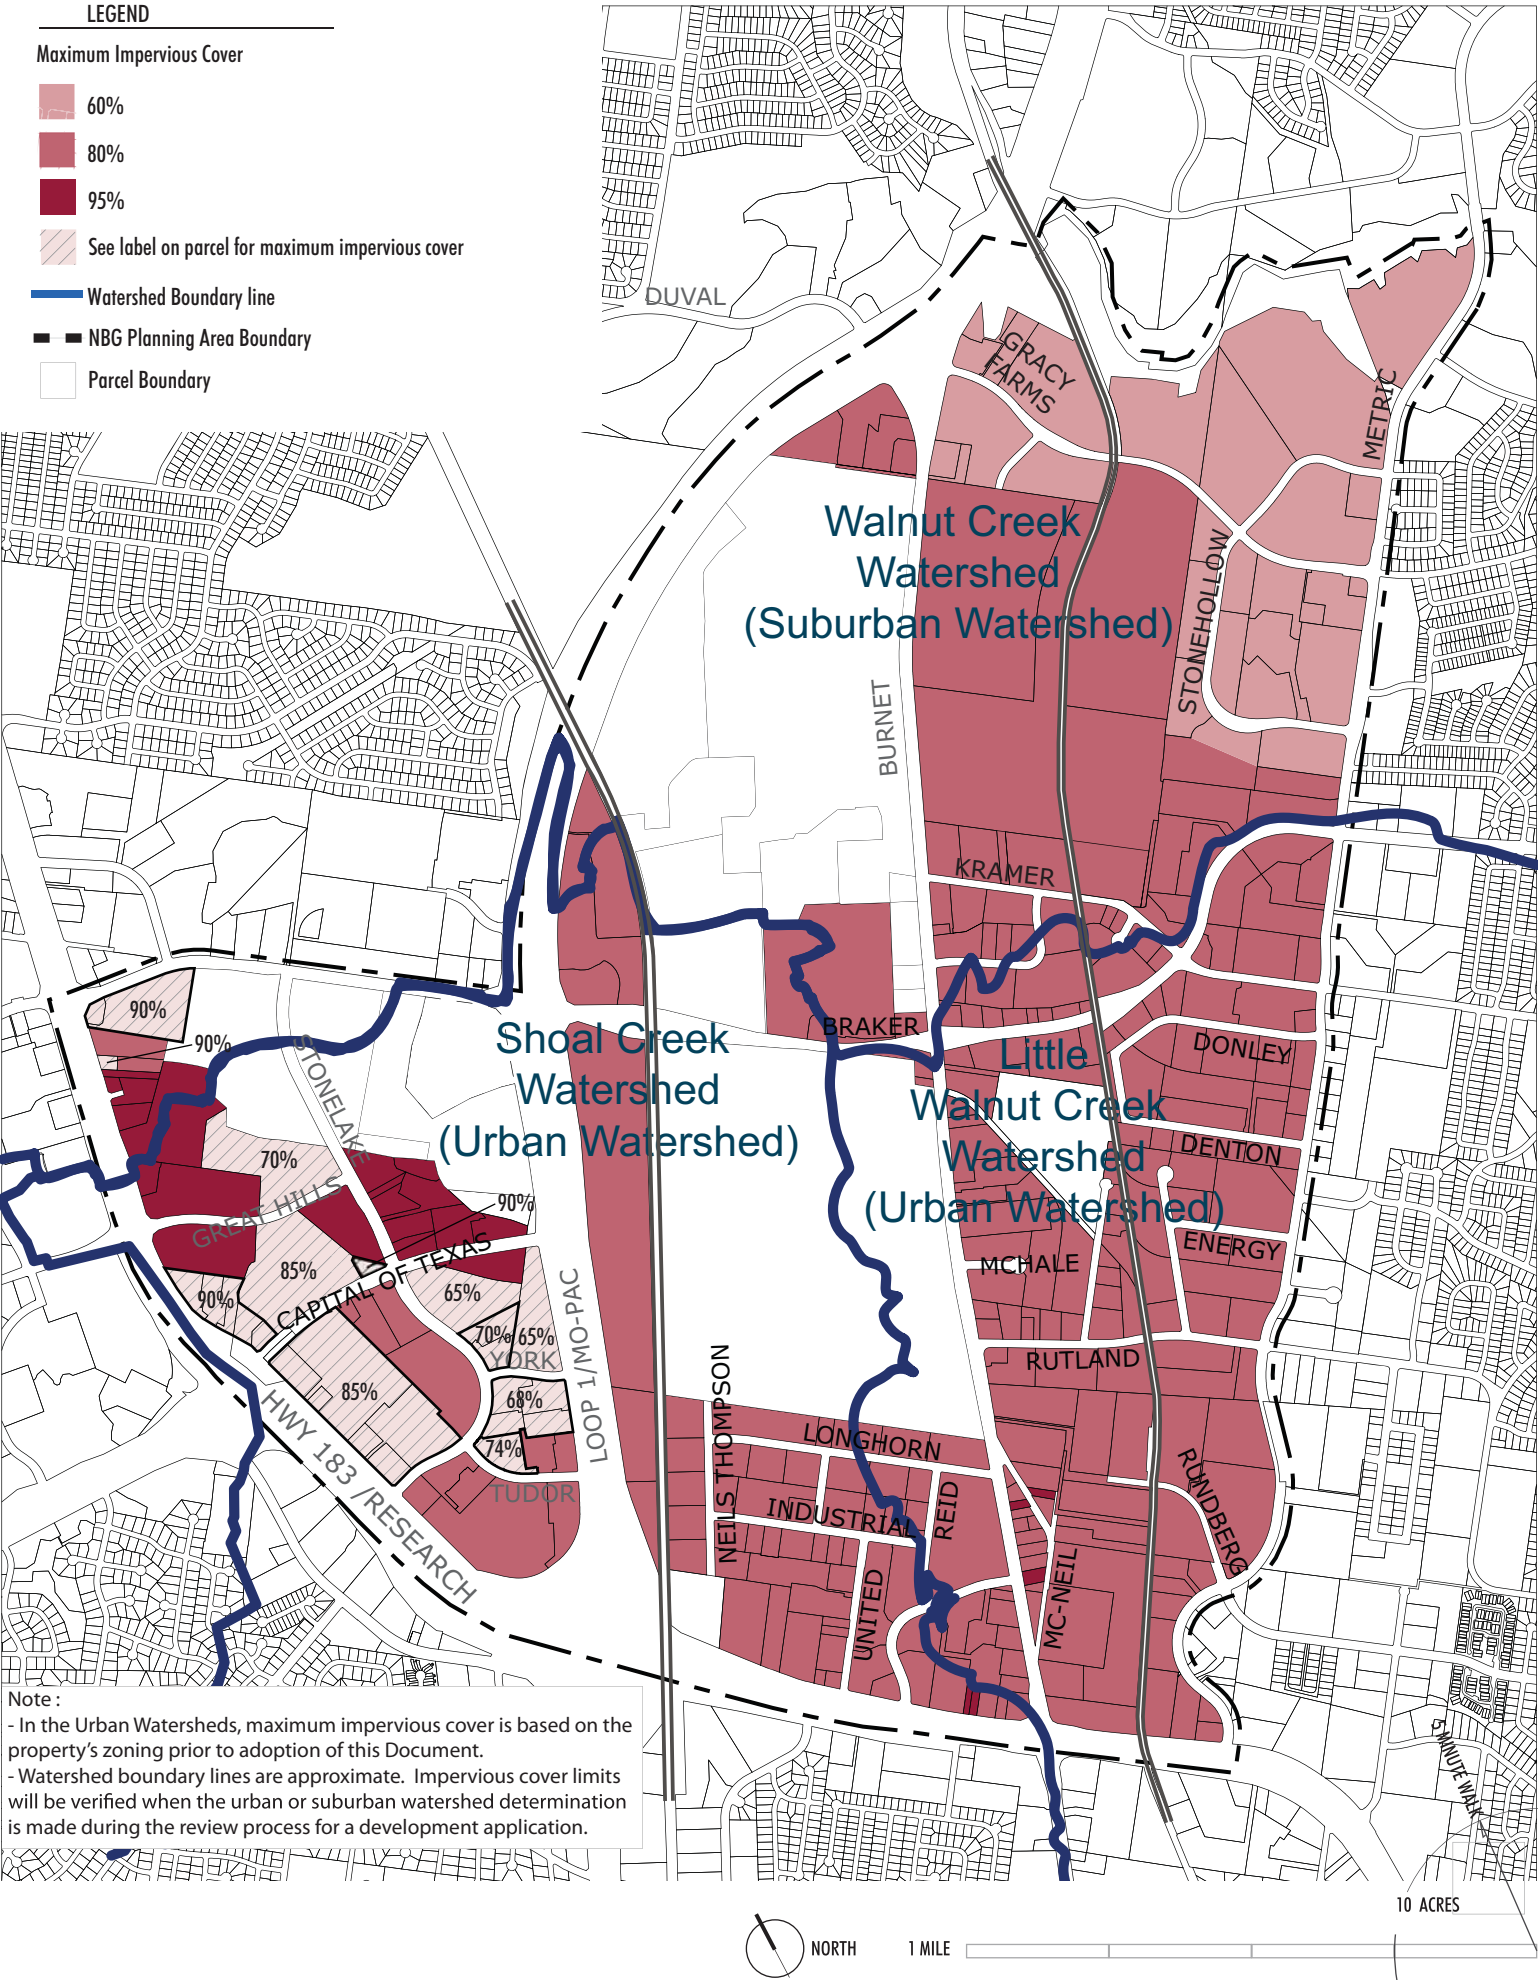 LEGEND
Maximum Impervious Cover
60%
80%
95%
See label on parcel for maximum impervious cover
Watershed Boundary line
NBG Planning Area Boundary
Parcel Boundary
DUVAL
GRACY
FARMS
METRIC
Walnut Creek
Watershed
(Suburban Watershed)
STONEHOLLOW
BURNET
KRAMER
90%
90%
STONELAKE
Shoal Creek
Watershed
(Urban Watershed)
BRAKER
Little
Walnut Creek
Watershed
(Urban Watershed)
DONLEY
DENTON
70%
GREAT HILLS
90%
ENERGY
MCHALE
85%
CAPITAL OF TEXAS
65%
90%
70%
65%
YORK
LOOP 1/MO-PAC
RUTLAND
85%
68%
HWY 183 /RESEARCH
74%
TUDOR
NEILS THOMPSON
LONGHORN
INDUSTRIAL
REID
RUNDBERG
UNITED
MC-NEIL
Note :
- In the Urban Watersheds, maximum impervious cover is based on the
property's zoning prior to adoption of this Document.
- Watershed boundary lines are approximate.  Impervious cover limits
will be verified when the urban or suburban watershed determination
is made during the review process for a development application.
5 MINUTE WALK
10 ACRES
NORTH
1 MILE